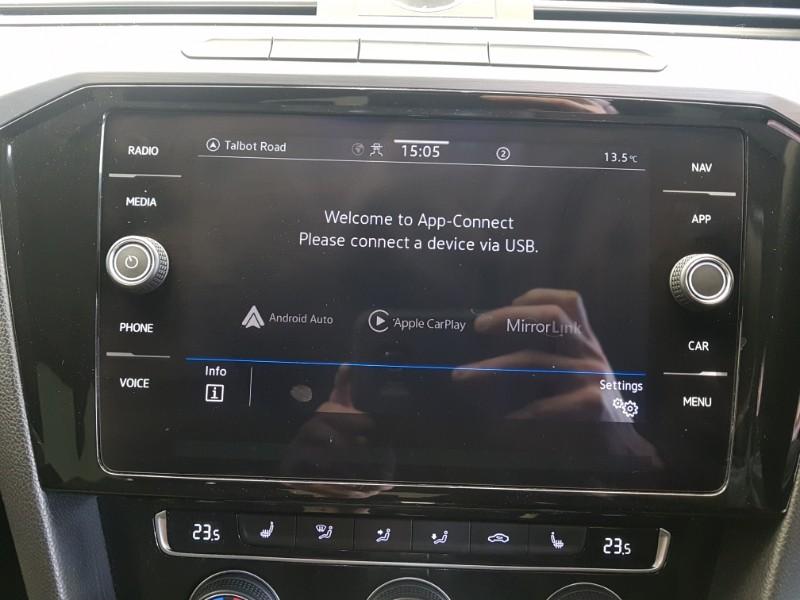 RADIO
MEDIA
PHONE
VOICE
Talbot Road
15:05
2
13.5°C
Welcome to App-Connect
Please connect a device via USB.
Android Auto
Apple CarPlay
MirrorLink
Info
i
Settings
NAV
APP
CAR
MENU
23.5
23.5